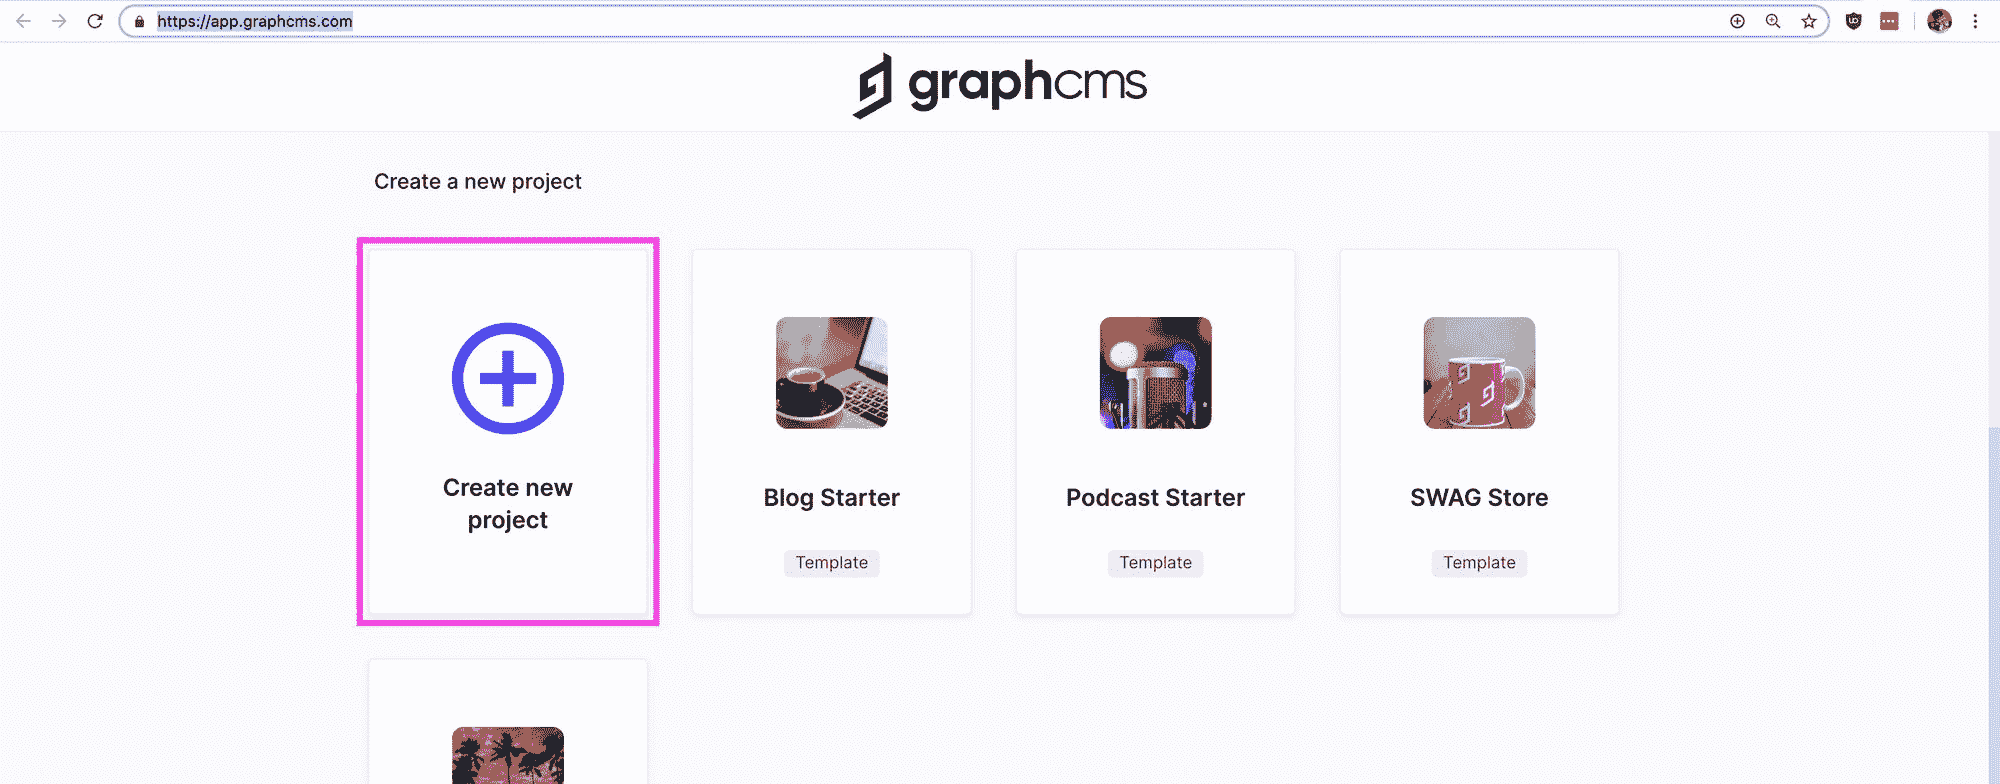 https://app.graphcms.com
graphcms
Create a new project
Create new
project
Blog Starter
Template
Podcast Starter
Template
SWAG Store
Template